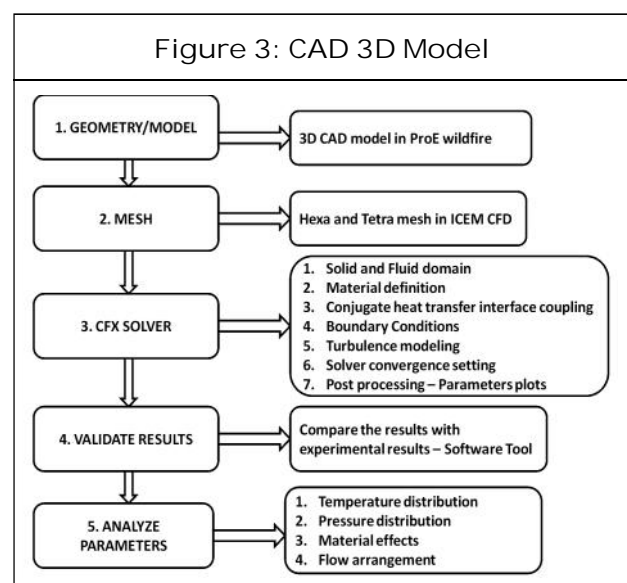 Figure 3: CAD 3D Model
1. GEOMETRY/MODEL
3D CAD model in ProE wildfire
2. MESH
Hexa and Tetra mesh in ICEM CFD
3. CFX SOLVER
1. Solid and Fluid domain
2. Material definition
3. Conjugate heat transfer interface coupling
4. Boundary Conditions
5. Turbulence modeling
6. Solver convergence setting
7. Post processing – Parameters plots
4. VALIDATE RESULTS
Compare the results with
experimental results – Software Tool
5. ANALYZE
PARAMETERS
1. Temperature distribution
2. Pressure distribution
3. Material effects
4. Flow arrangement